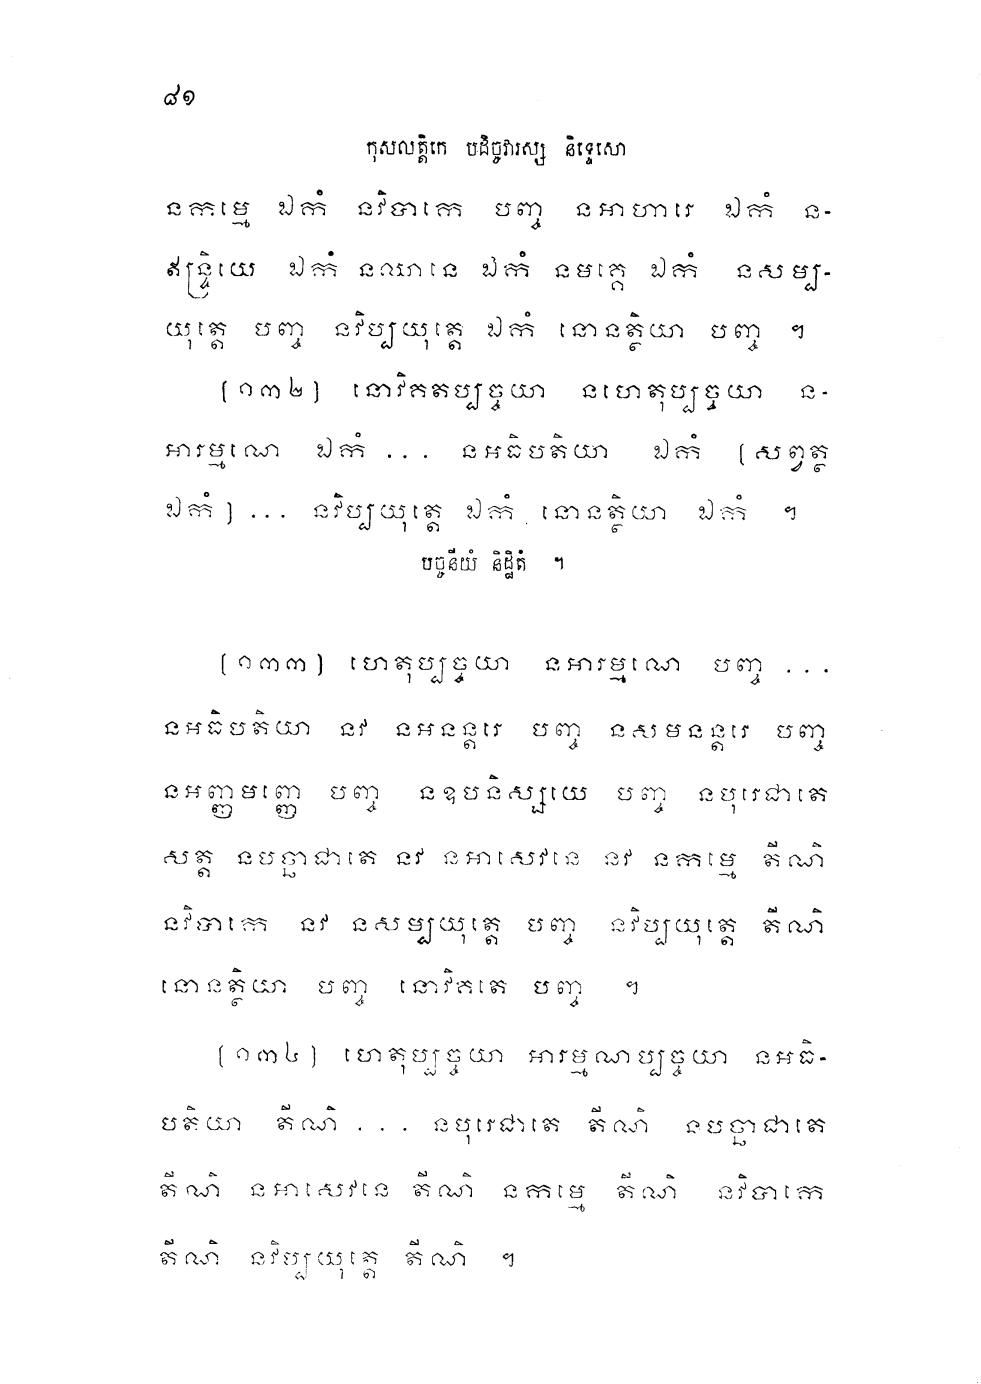 ៨១
កុសលត្តិកេ បដិច្ចវារស្ស និទ្ទេសោ
នកម្មេ ឯកំ នវិបាកេ បញ្ច នអាហារេ ឯកំ ន-
ឥន្ទ្រិយេ ឯកំ នឈានេ ឯកំ នមគ្គេ ឯកំ នសម្ប-
យុត្តេ បញ្ច នវិប្បយុត្តេ ឯកំ នោនត្ថិយា បញ្ច ។
(១៣២) នោវិគតប្បច្ចយា នហេតុប្បច្ចយា ន-
អារម្មណេ ឯកំ ... នអធិបតិយា ឯកំ (សព្វត្ថ
ឯកំ) ... នវិប្បយុត្តេ ឯកំ នោនត្ថិយា ឯកំ ។
បច្ចនីយំ និដ្ឋិតំ ។
(១៣៣) ហេតុប្បច្ចយា នអារម្មណេ បញ្ច ...
នអធិបតិយា នវ នអនន្តរេ បញ្ច នសមនន្តរេ បញ្ច
នអញ្ញមញ្ញេ បញ្ច នឧបនិស្សយេ បញ្ច នបុរេជាតេ
សត្ត នបច្ឆាជាតេ នវ នអាសេវនេ នវ នកម្មេ តីណិ
នវិបាកេ នវ នសម្បយុត្តេ បញ្ច នវិប្បយុត្តេ តីណិ
នោនត្ថិយា បញ្ច នោវិគតេ បញ្ច ។
(១៣៤) ហេតុប្បច្ចយា អារម្មណប្បច្ចយា នអធិ-
បតិយា តីណិ ... នបុរេជាតេ តីណិ នបច្ឆាជាតេ
តីណិ នអាសេវនេ តីណិ នកម្មេ តីណិ នវិបាកេ
តីណិ នវិប្បយុត្តេ តីណិ ។